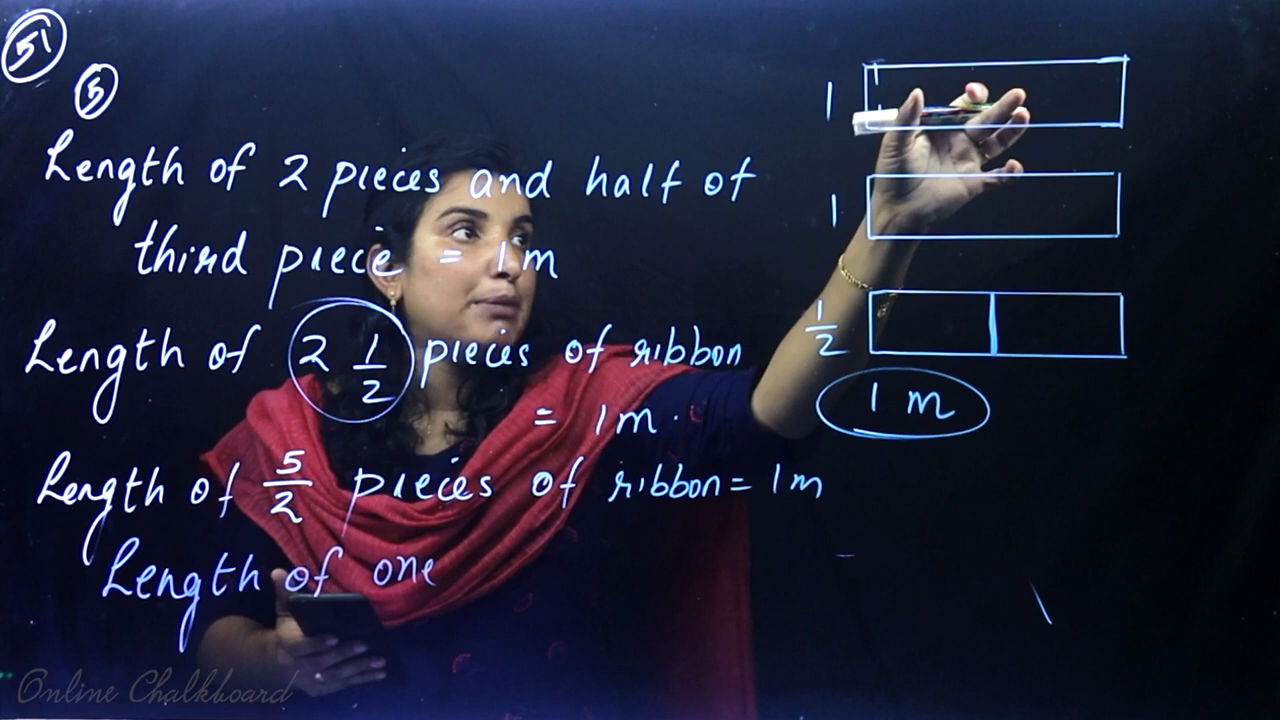 51
5
Length of 2 pieces and half of
third piece = 1m
Length of 2 1/2 pieces of ribbon
= 1m.
Length of 5/2 pieces of ribbon = 1m
Length of one
1
1
1/2
1 m
Online Chalkboard